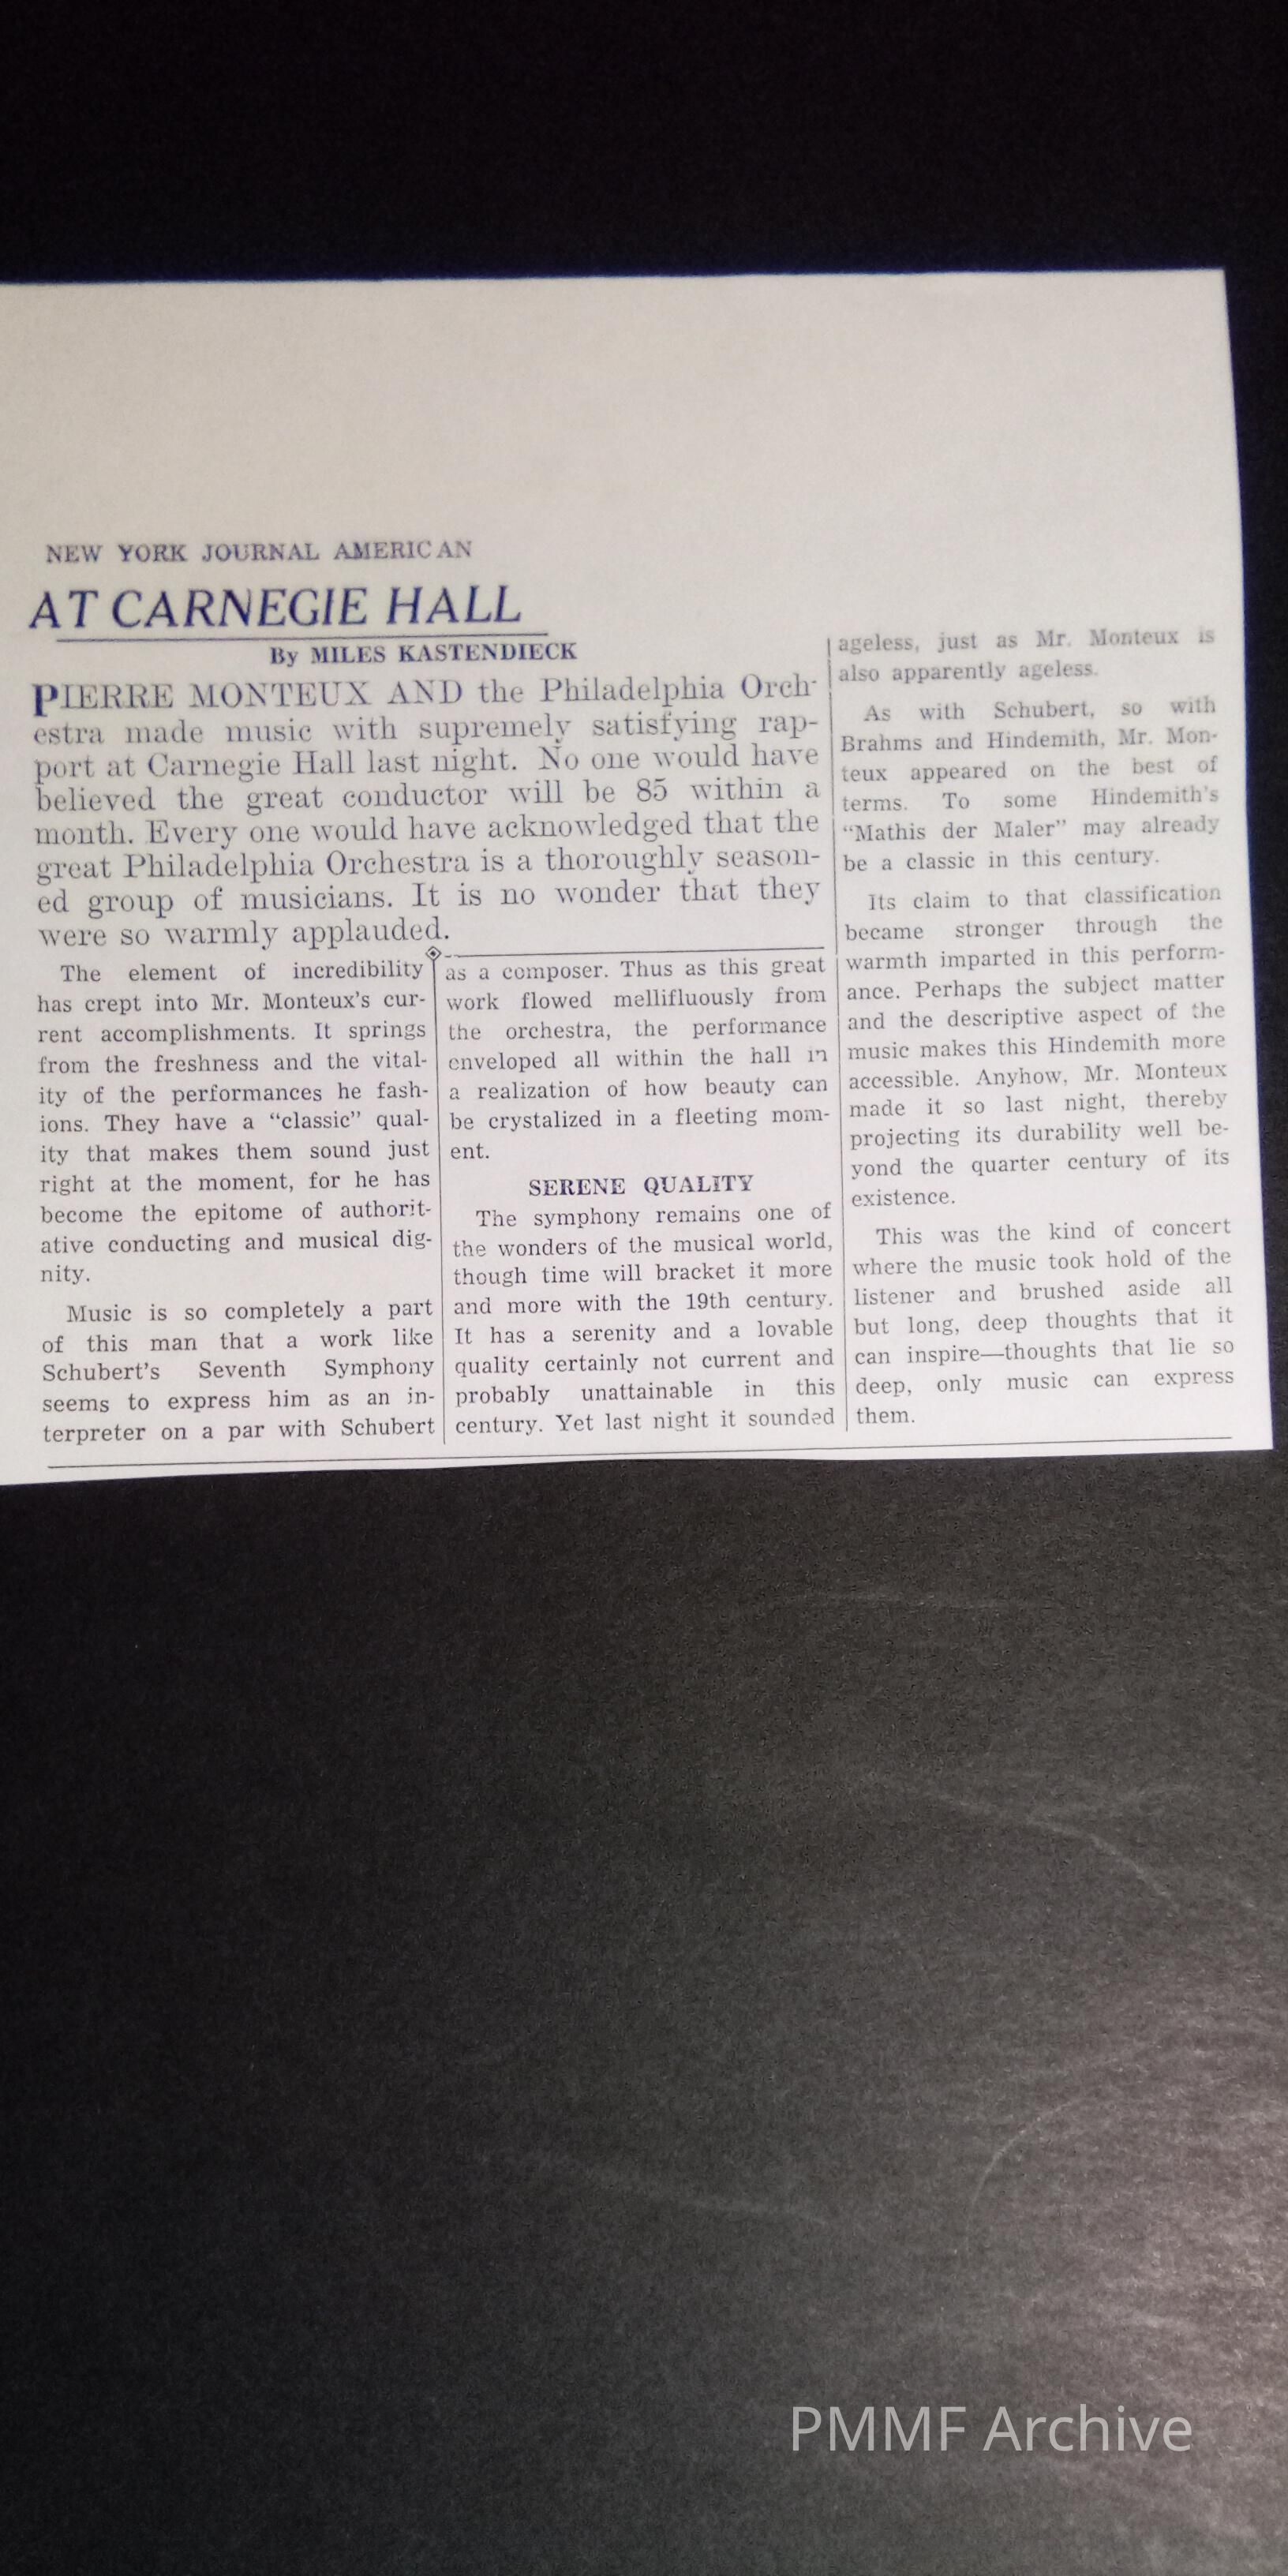 NEW YORK JOURNAL AMERICAN
AT CARNEGIE HALL
By MILES KASTENDIECK
PIERRE MONTEUX AND the Philadelphia Orch-
estra made music with supremely satisfying rap-
port at Carnegie Hall last night. No one would have
believed the great conductor will be 85 within a
month. Every one would have acknowledged that the
great Philadelphia Orchestra is a thoroughly season-
ed group of musicians. It is no wonder that they
were so warmly applauded.
The element of incredibility
has crept into Mr. Monteux's cur-
rent accomplishments. It springs
from the freshness and the vital-
ity of the performances he fash-
ions. They have a “classic” qual-
ity that makes them sound just
right at the moment, for he has
become the epitome of authorit-
ative conducting and musical dig-
nity.
Music is so completely a part
of this man that a work like
Schubert's Seventh Symphony
seems to express him as an in-
terpreter on a par with Schubert
as a composer. Thus as this great
work flowed mellifluously from
the orchestra, the performance
enveloped all within the hall in
a realization of how beauty can
be crystalized in a fleeting mom-
ent.
SERENE QUALITY
The symphony remains one of
the wonders of the musical world,
though time will bracket it more
and more with the 19th century.
It has a serenity and a lovable
quality certainly not current and
probably unattainable in this
century. Yet last night it sounded
ageless, just as Mr. Monteux is
also apparently ageless.
As with Schubert, so with
Brahms and Hindemith, Mr. Mon-
teux appeared on the best of
terms. To some Hindemith's
“Mathis der Maler” may already
be a classic in this century.
Its claim to that classification
became stronger through the
warmth imparted in this perform-
ance. Perhaps the subject matter
and the descriptive aspect of the
music makes this Hindemith more
accessible. Anyhow, Mr. Monteux
made it so last night, thereby
projecting its durability well be-
yond the quarter century of its
existence.
This was the kind of concert
where the music took hold of the
listener and brushed aside all
but long, deep thoughts that it
can inspire—thoughts that lie so
deep, only music can express
them.
PMMF Archive